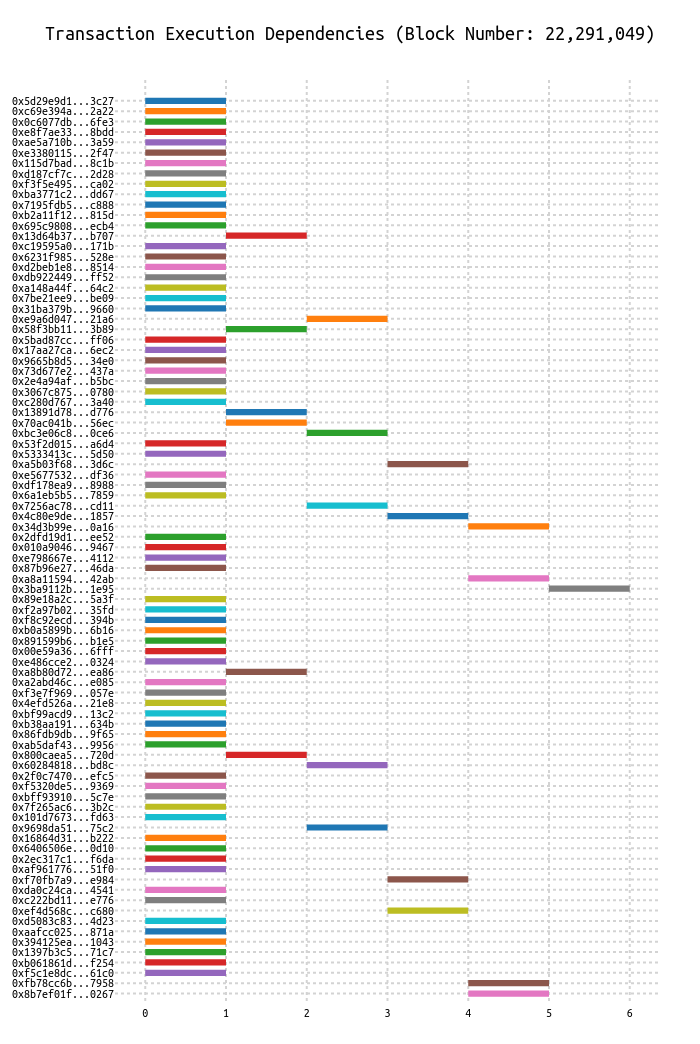 Transaction Execution Dependencies (Block Number: 22,291,049)
0x5d29e9d1...3c27
0xc69e394a...2a22
0x0c6077db...6fe3
0xe8f7ae33...8bdd
0xae5a710b...3a59
0xe3380115...2f47
0x115d7bad...8c1b
0xd187cf7c...2d28
0xf3f5e495...ca02
0xba3771c2...dd67
0x7195fdb5...c888
0xb2a11f12...815d
0x695c9808...ecb4
0x13d64b37...b707
0xc19595a0...171b
0x6231f985...528e
0xd2beb1e8...8514
0xdb922449...ff52
0xa148a44f...64c2
0x7be21ee9...be09
0x31ba379b...9660
0xe9a6d047...21a6
0x58f3bb11...3b89
0x5bad87cc...ff06
0x17aa27ca...6ec2
0x9665b8d5...34e0
0x73d677e2...437a
0x2e4a94af...b5bc
0x3067c875...0780
0xc280d767...3a40
0x13891d78...d776
0x70ac041b...56ec
0xbc3e06c8...0ce6
0x53f2d015...a6d4
0x5333413c...5d50
0xa5b03f68...3d6c
0xe5677532...df36
0xdf178ea9...8988
0x6a1eb5b5...7859
0x7256ac78...cd11
0x4c80e9de...1857
0x34d3b99e...0a16
0x2dfd19d1...ee52
0x010a9046...9467
0xe798667e...4112
0x87b96e27...46da
0xa8a11594...42ab
0x3ba9112b...1e95
0x89e18a2c...5a3f
0xf2a97b02...35fd
0xf8c92ecd...394b
0xb0a5899b...6b16
0x891599b6...b1e5
0x00e59a36...6fff
0xe486cce2...0324
0xa8b80d72...ea86
0xa2abd46c...e085
0xf3e7f969...057e
0x4efd526a...21e8
0xbf99acd9...13c2
0xb38aa191...634b
0x86fdb9db...9f65
0xab5daf43...9956
0x800caea5...720d
0x60284818...bd8c
0x2f0c7470...efc5
0xf5320de5...9369
0xbff93910...5c7e
0x7f265ac6...3b2c
0x101d7673...fd63
0x9698da51...75c2
0x16864d31...b222
0x6406506e...0d10
0x2ec317c1...f6da
0xaf961776...51f0
0xf70fb7a9...e984
0xda0c24ca...4541
0xc222bd11...e776
0xef4d568c...c680
0xd5083c83...4d23
0xaafcc025...871a
0x394125ea...1043
0x1397b3c5...71c7
0xb061861d...f254
0xf5c1e8dc...61c0
0xfb78cc6b...7958
0x8b7ef01f...0267
0 1 2 3 4 5 6